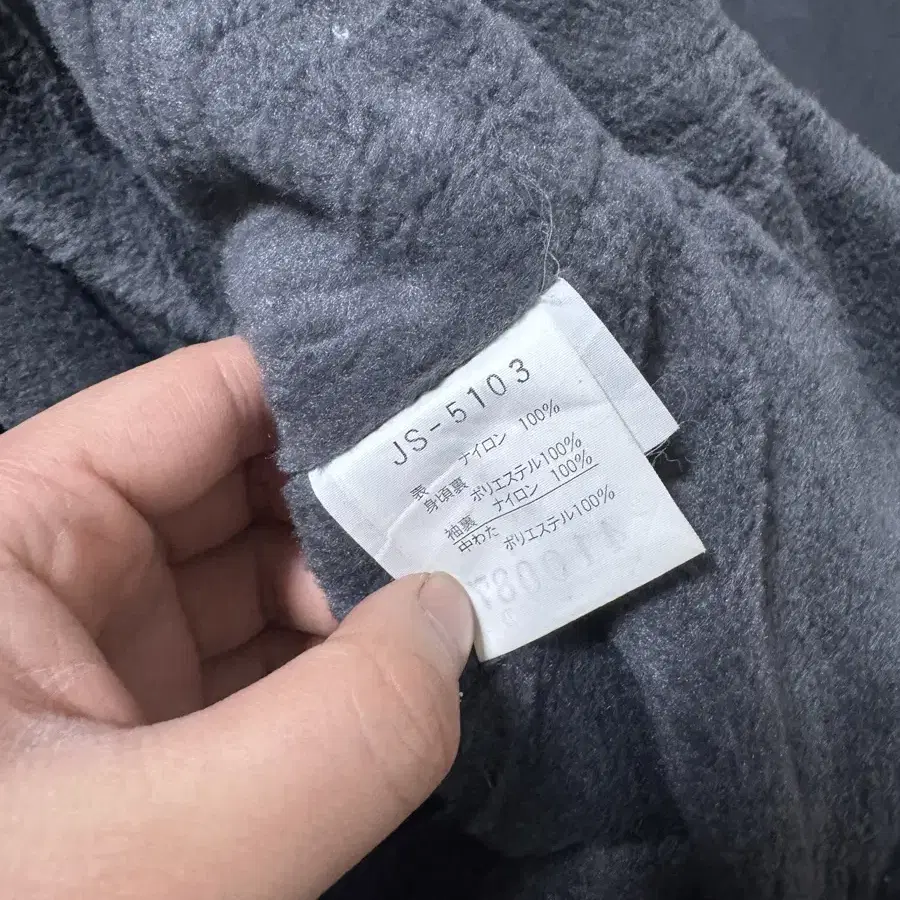 JS-5103
表 ナイロン 100%
身頃裏 ポリエステル100%
袖裏 ナイロン 100%
中わた ポリエステル100%